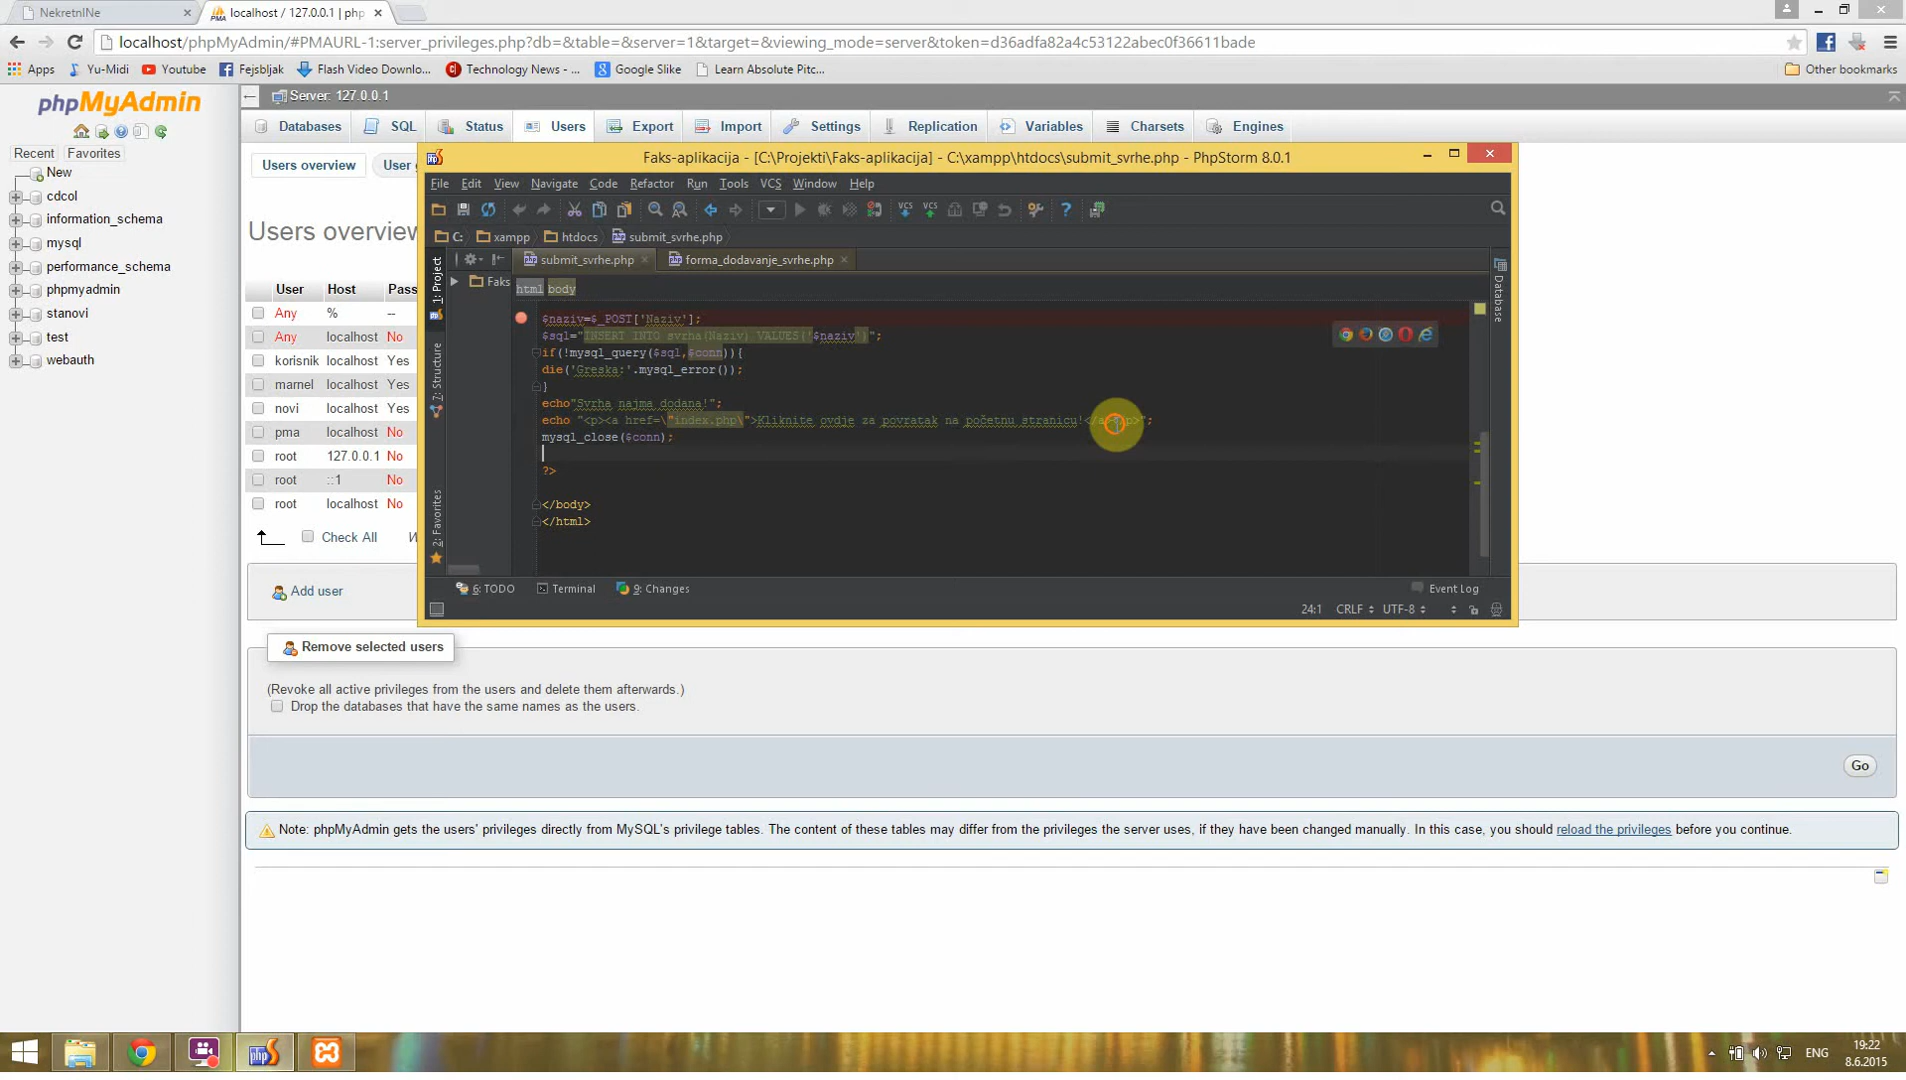 NekretnINe
localhost / 127.0.0.1 | php
localhost/phpMyAdmin/#PMAURL-1:server_privileges.php?db=&table=&server=1&target=&viewing_mode=server&token=d36adfa82a4c53122abec0f36611bade
Apps Yu-Midi Youtube Fejsbljak Flash Video Downlo... Technology News - ... Google Slike Learn Absolute Pitc... Other bookmarks
phpMyAdmin
Recent Favorites
New
cdcol
information_schema
mysql
performance_schema
phpmyadmin
stanovi
test
webauth
Server: 127.0.0.1
Databases SQL Status Users Export Import Settings Replication Variables Charsets Engines
Users overview User g
Users overview
User Host Pass
Any % --
Any localhost No
korisnik localhost Yes
marnel localhost Yes
novi localhost Yes
pma localhost No
root 127.0.0.1 No
root ::1 No
root localhost No
Check All W
Add user
Remove selected users
(Revoke all active privileges from the users and delete them afterwards.)
Drop the databases that have the same names as the users.
Go
Note: phpMyAdmin gets the users' privileges directly from MySQL's privilege tables. The content of these tables may differ from the privileges the server uses, if they have been changed manually. In this case, you should reload the privileges before you continue.
Faks-aplikacija - [C:\Projekti\Faks-aplikacija] - C:\xampp\htdocs\submit_svrhe.php - PhpStorm 8.0.1
File Edit View Navigate Code Refactor Run Tools VCS Window Help
C: xampp htdocs submit_svrhe.php
submit_svrhe.php forma_dodavanje_svrhe.php
1: Project
7: Structure
2: Favorites
Database
Faks
html body
$naziv=$_POST['Naziv'];
$sql="INSERT INTO svrha(Naziv) VALUES('$naziv')";
if(!mysql_query($sql,$conn)){
die('Greska:'.mysql_error());
}
echo"Svrha najma dodana!";
echo "<p><a href=\"index.php\">Kliknite ovdje za povratak na početnu stranicu!</a></p>";
mysql_close($conn);
?>
</body>
</html>
6: TODO Terminal 9: Changes Event Log
24:1 CRLF UTF-8
ENG
19:22
8.6.2015